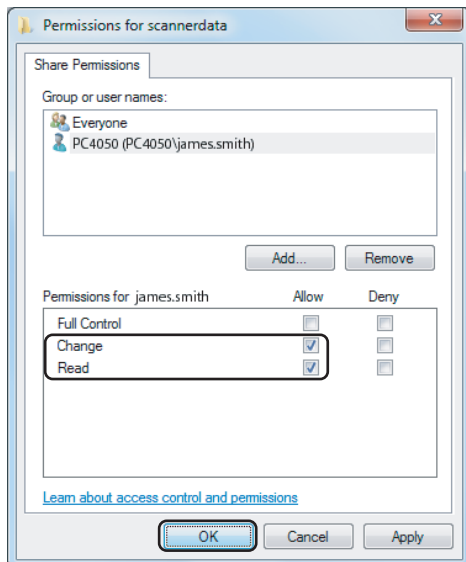 Permissions for scannerdata
Share Permissions
Group or user names:
Everyone
PC4050 (PC4050\james.smith)
Add... Remove
Permissions for james.smith Allow Deny
Full Control
Change
Read
Learn about access control and permissions
OK Cancel Apply